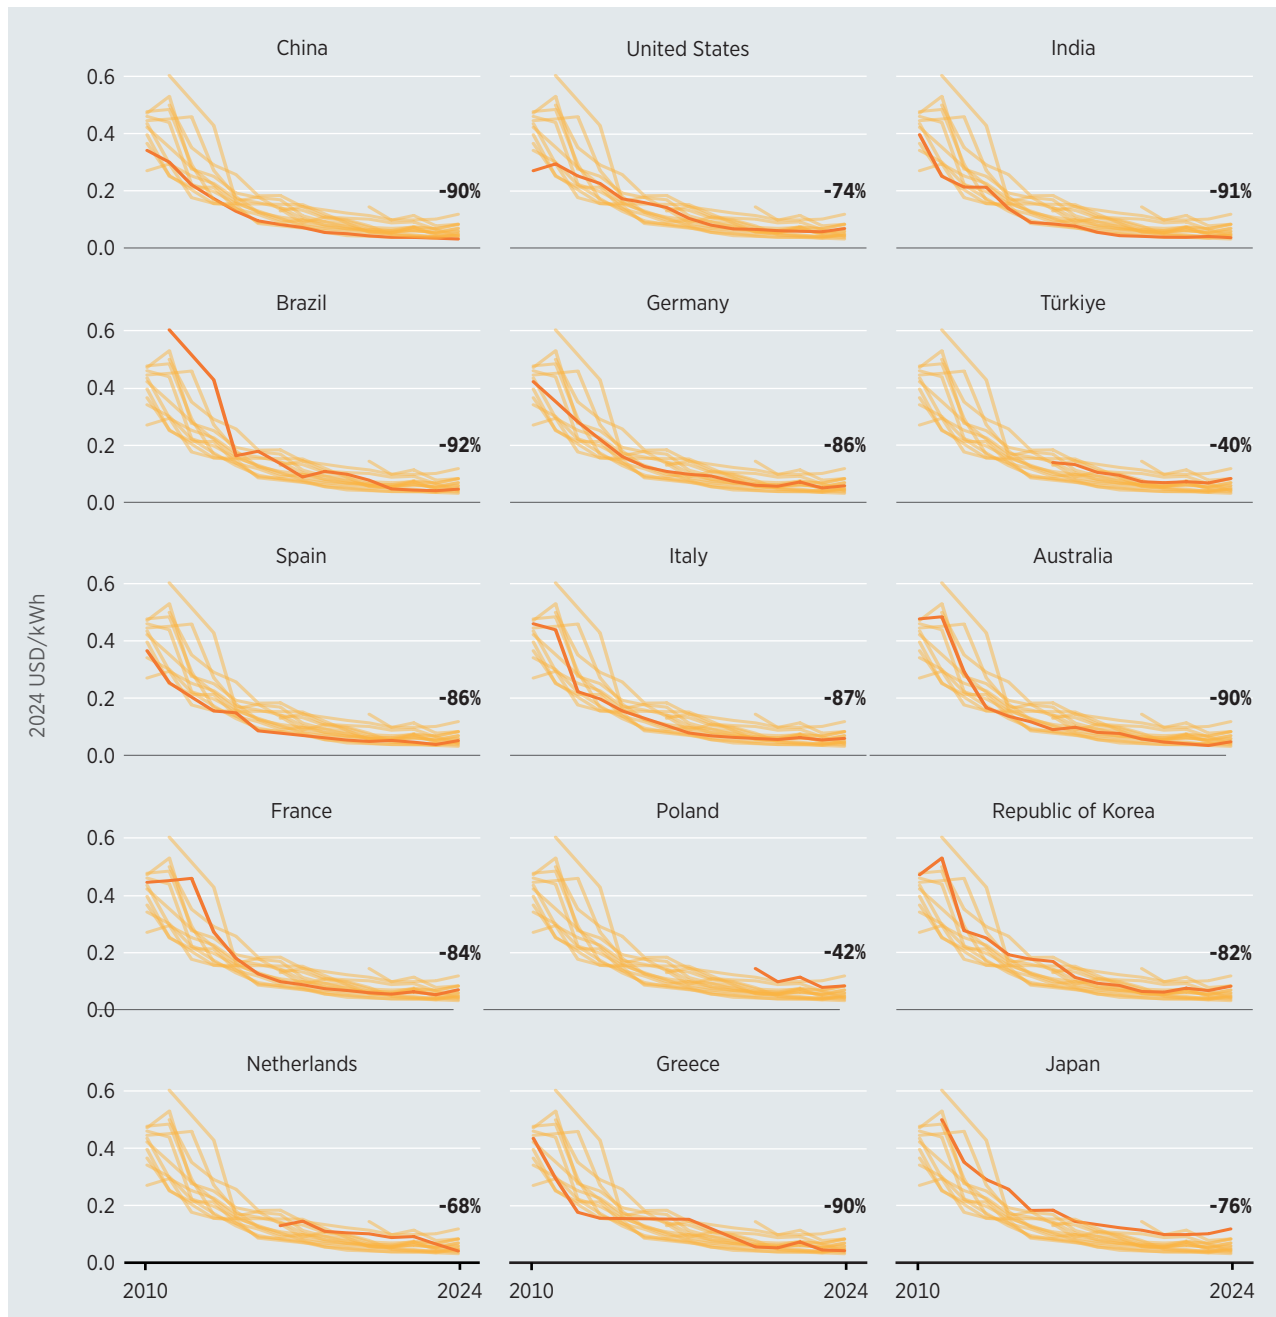 China United States India
0.6
0.4
-90% -74% -91%
0.2
0.0
Brazil Germany Türkiye
0.6
0.4
-92% -86% -40%
0.2
0.0
Spain Italy Australia
0.6
2024 USD/kWh
0.4
-86% -87% -90%
0.2
0.0
France Poland Republic of Korea
0.6
0.4
-84% -42% -82%
0.2
0.0
Netherlands Greece Japan
0.6
0.4
-68% -90% -76%
0.2
0.0
2010 2024 2010 2024 2010 2024